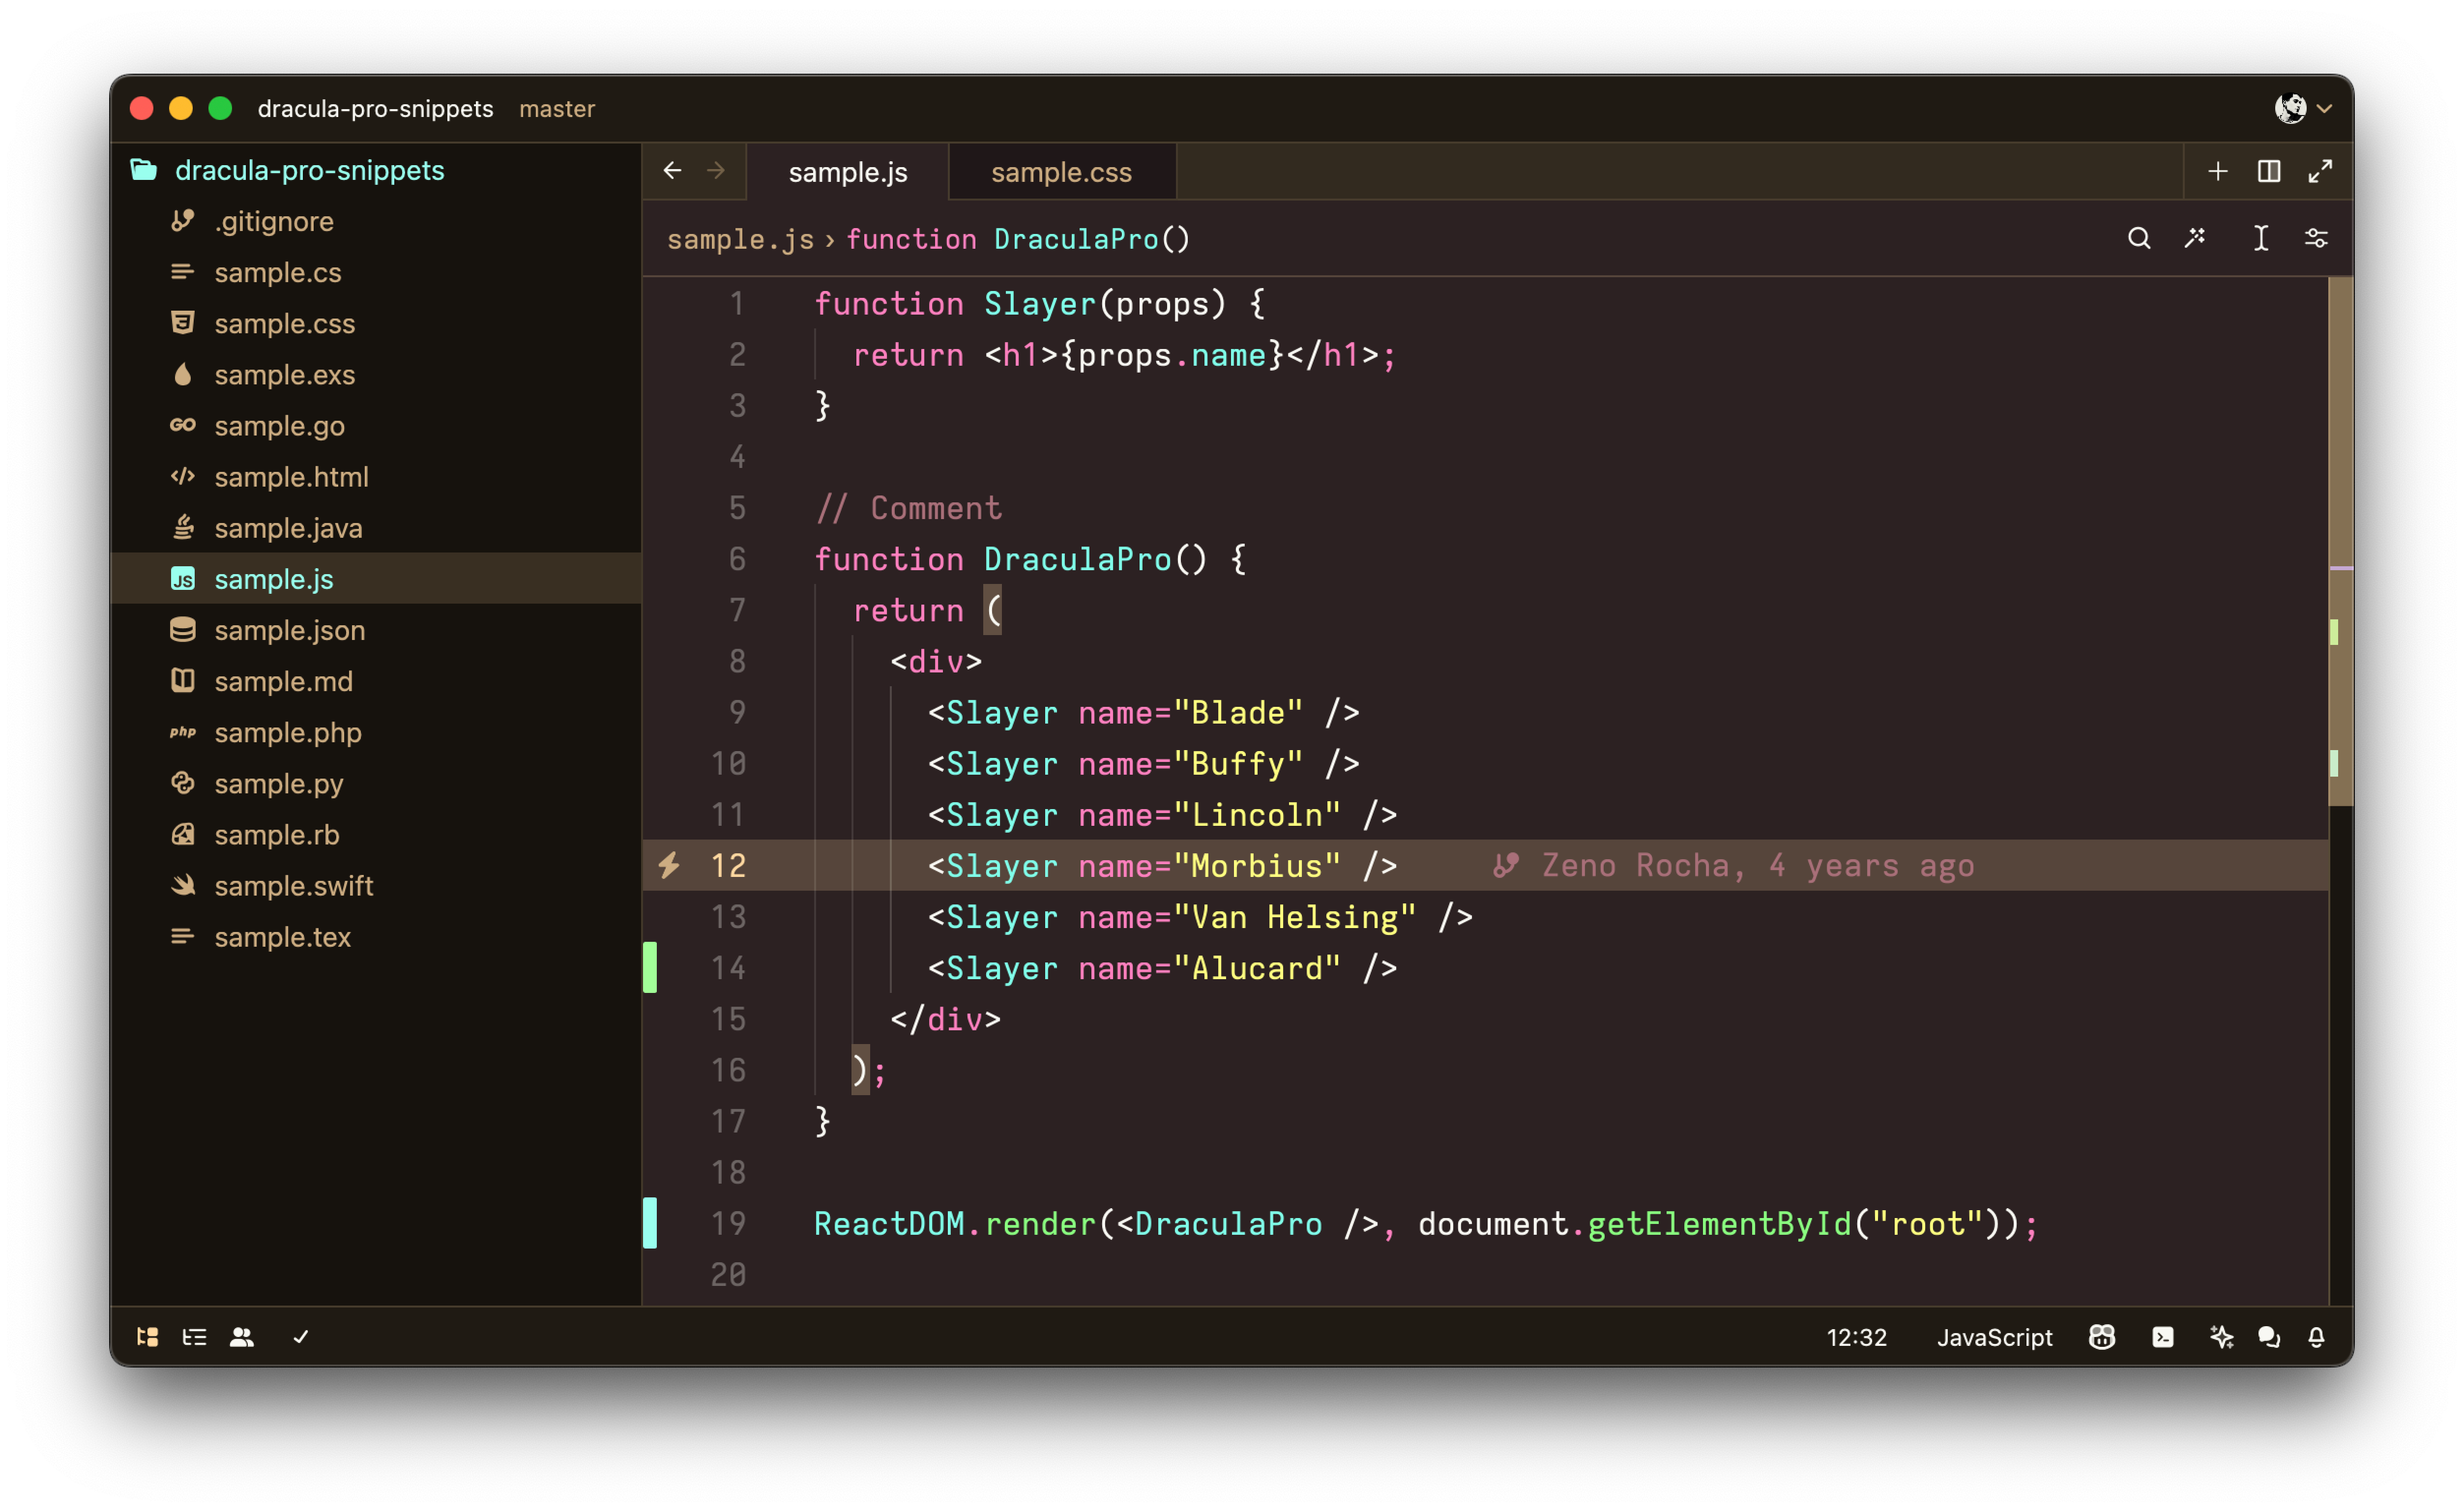 dracula-pro-snippets master
dracula-pro-snippets
.gitignore
sample.cs
sample.css
sample.exs
GO sample.go
sample.html
sample.java
JS sample.js
sample.json
sample.md
php sample.php
sample.py
sample.rb
sample.swift
sample.tex
sample.js sample.css
sample.js › function DraculaPro()
1 function Slayer(props) {
2 return <h1>{props.name}</h1>;
3 }
4
5 // Comment
6 function DraculaPro() {
7 return (
8 <div>
9 <Slayer name="Blade" />
10 <Slayer name="Buffy" />
11 <Slayer name="Lincoln" />
12 <Slayer name="Morbius" /> Zeno Rocha, 4 years ago
13 <Slayer name="Van Helsing" />
14 <Slayer name="Alucard" />
15 </div>
16 );
17 }
18
19 ReactDOM.render(<DraculaPro />, document.getElementById("root"));
20
12:32 JavaScript